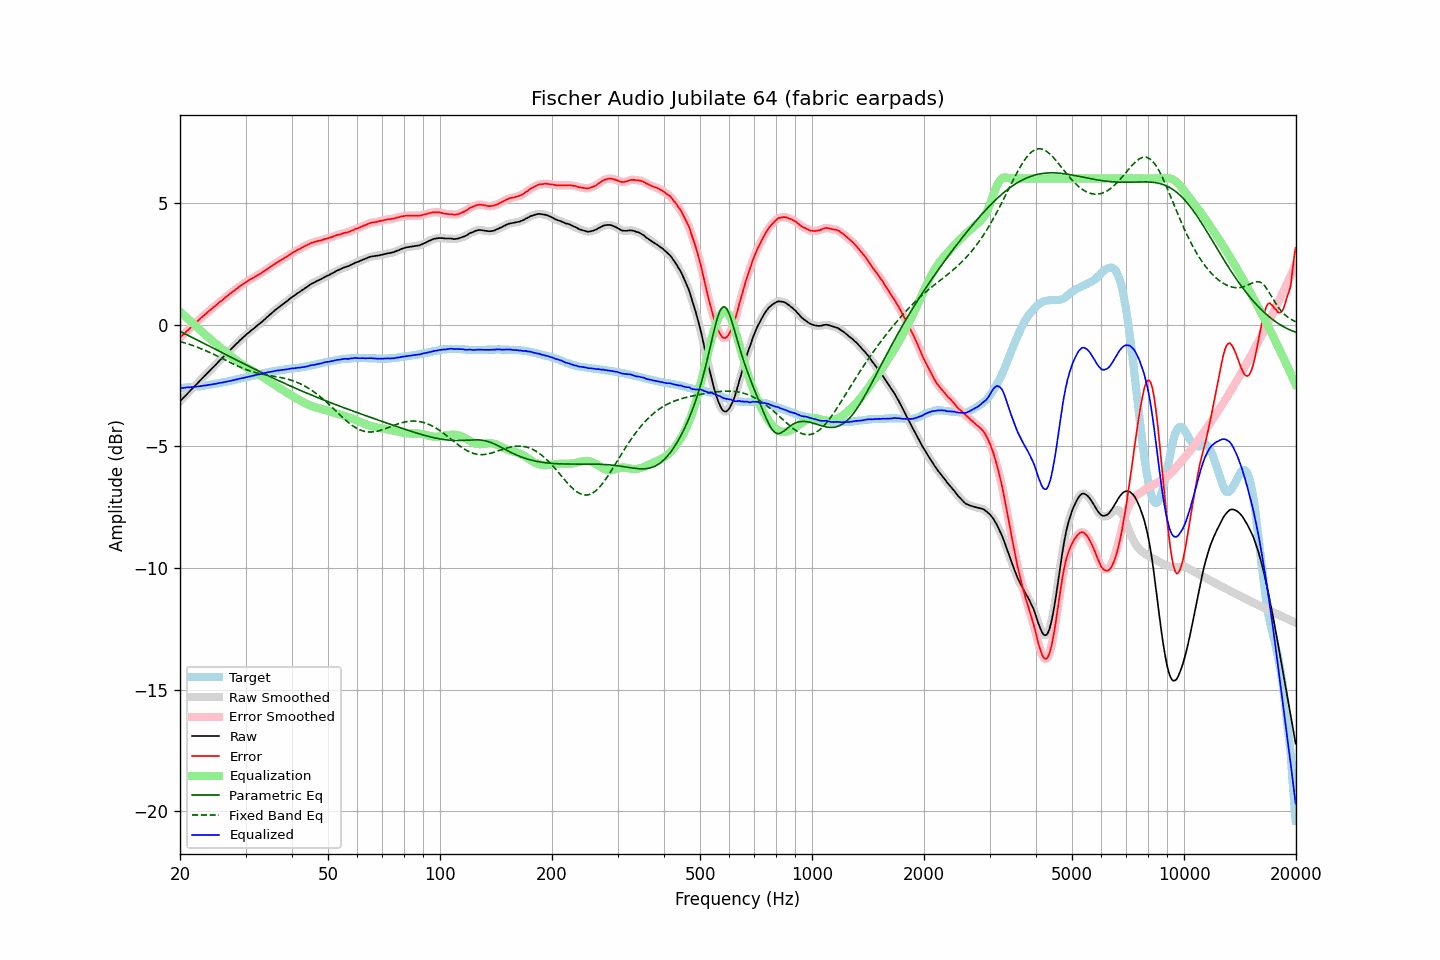 Fischer Audio Jubilate 64 (fabric earpads)
Amplitude (dBr)
5
0
−5
−10
−15
−20
Target
Raw Smoothed
Error Smoothed
Raw
Error
Equalization
Parametric Eq
Fixed Band Eq
Equalized
20 50 100 200 500 1000 2000 5000 10000 20000
Frequency (Hz)